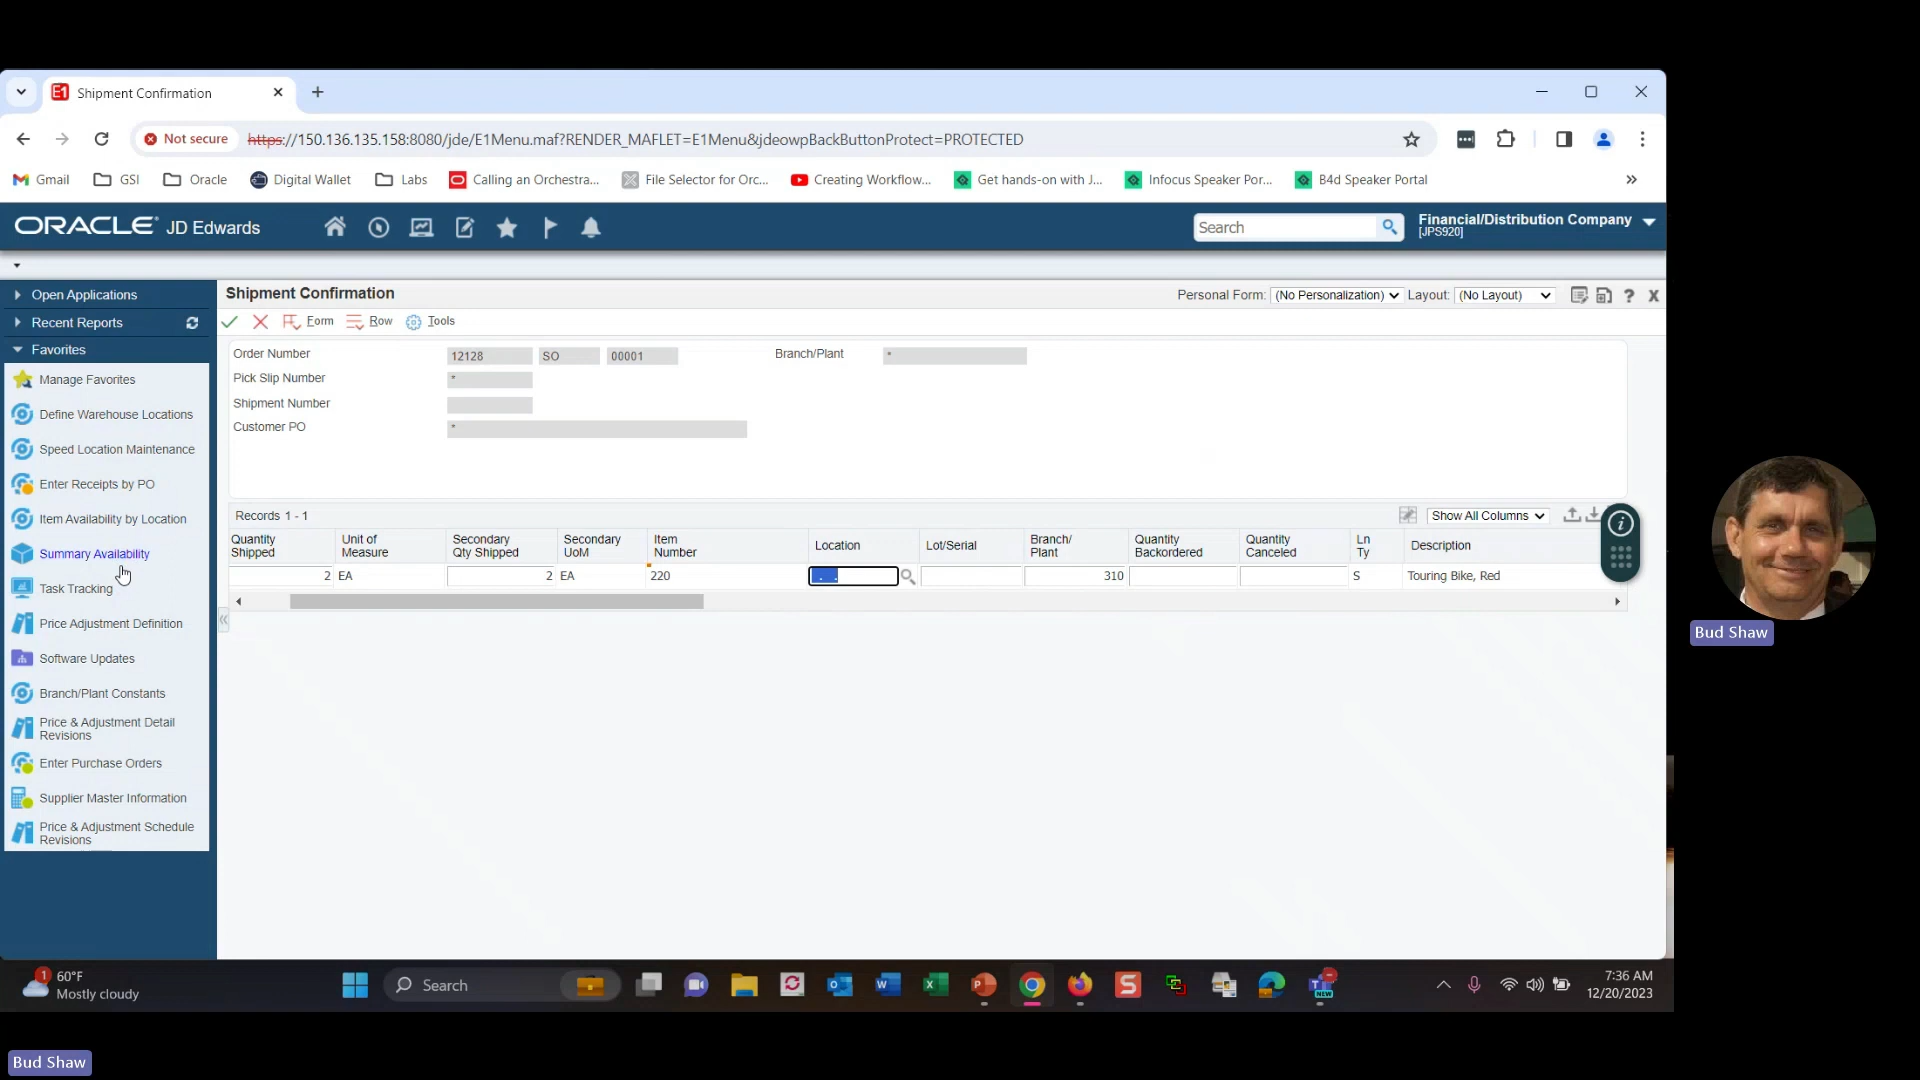 Shipment Confirmation
Not secure https://150.136.135.158:8080/jde/E1Menu.maf?RENDER_MAFLET=E1Menu&jdeowpBackButtonProtect=PROTECTED
Gmail GSI Oracle Digital Wallet Labs Calling an Orchestra... File Selector for Orc... Creating Workflow... Get hands-on with J... Infocus Speaker Por... B4d Speaker Portal
ORACLE JD Edwards Search Financial/Distribution Company
[JPS920]
Open Applications
Recent Reports
Favorites
Manage Favorites
Define Warehouse Locations
Speed Location Maintenance
Enter Receipts by PO
Item Availability by Location
Summary Availability
Task Tracking
Price Adjustment Definition
Software Updates
Branch/Plant Constants
Price & Adjustment Detail
Revisions
Enter Purchase Orders
Supplier Master Information
Price & Adjustment Schedule
Revisions
Shipment Confirmation Personal Form: (No Personalization) Layout: (No Layout) ? X
Form Row Tools
Order Number 12128 SO 00001 Branch/Plant *
Pick Slip Number *
Shipment Number
Customer PO *
Records 1 - 1 Show All Columns
Quantity Shipped Unit of Measure Secondary Qty Shipped Secondary UoM Item Number Location Lot/Serial Branch/ Plant Quantity Backordered Quantity Canceled Ln Ty Description
2 EA 2 EA 220 . . 310 S Touring Bike, Red
Bud Shaw
1 60°F
Mostly cloudy
Search
NEW
7:36 AM
12/20/2023
Bud Shaw